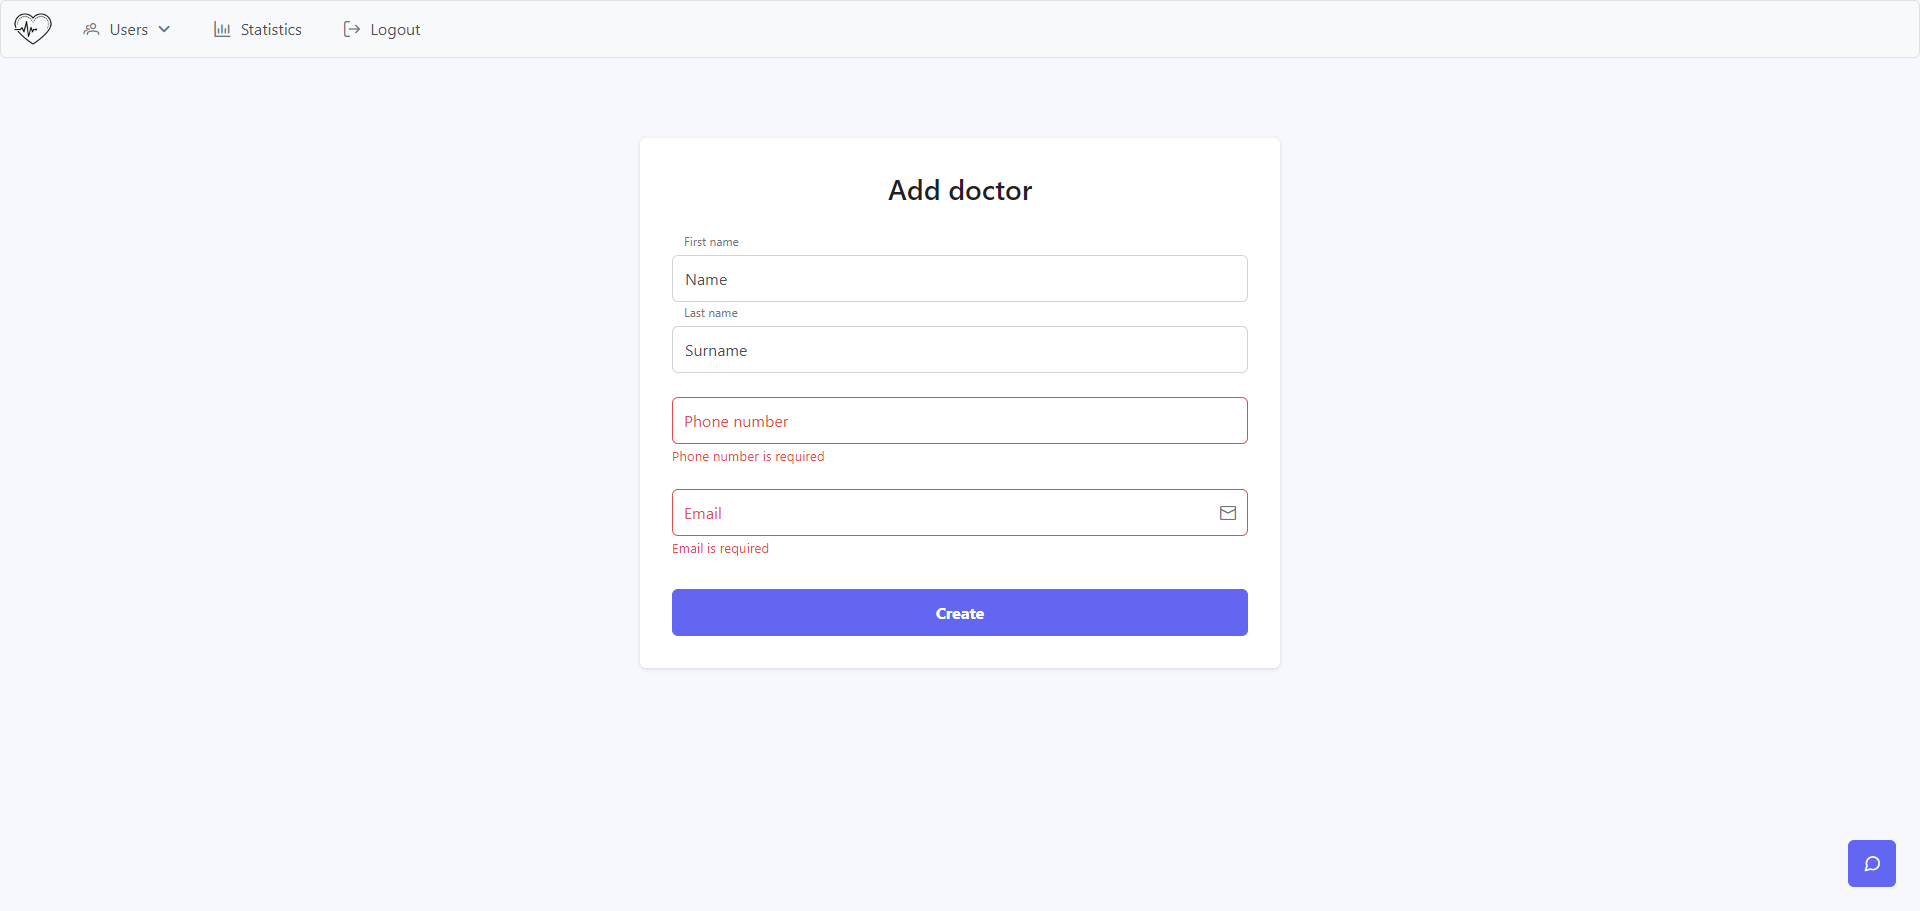 Users
Statistics
Logout
Add doctor
First name
Name
Last name
Surname
Phone number
Phone number is required
Email
Email is required
Create